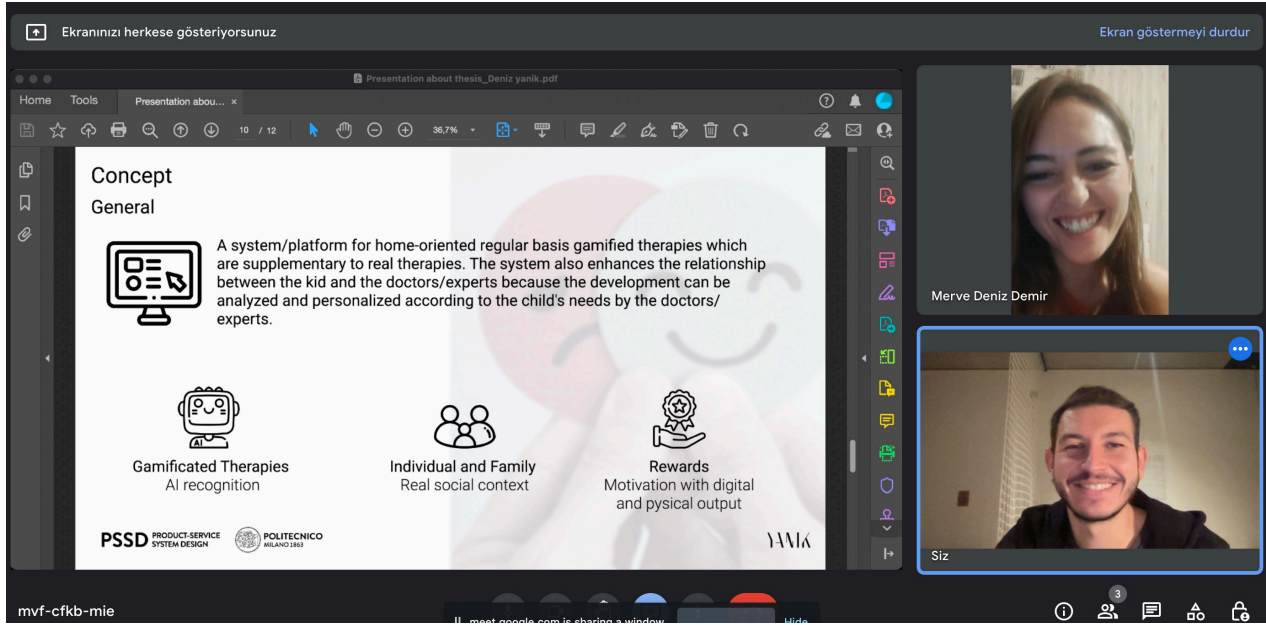 Ekranınızı herkese gösteriyorsunuz
Ekran göstermeyi durdur
Presentation about thesis_Deniz yanik.pdf
Home Tools Presentation abou... ×
10 / 12 36,7%
Concept
General
A system/platform for home-oriented regular basis gamified therapies which
are supplementary to real therapies. The system also enhances the relationship
between the kid and the doctors/experts because the development can be
analyzed and personalized according to the child's needs by the doctors/
experts.
AI
Gamificated Therapies
AI recognition
Individual and Family
Real social context
Rewards
Motivation with digital
and pysical output
PSSD PRODUCT-SERVICE
SYSTEM DESIGN
POLITECNICO
MILANO 1863
YANIK
Merve Deniz Demir
Siz
mvf-cfkb-mie
meet.google.com is sharing a window.
Hide
3